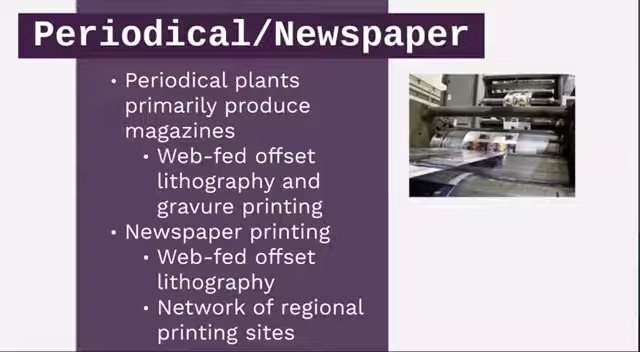 Periodical/Newspaper
• Periodical plants
primarily produce
magazines
• Web-fed offset
lithography and
gravure printing
• Newspaper printing
• Web-fed offset
lithography
• Network of regional
printing sites